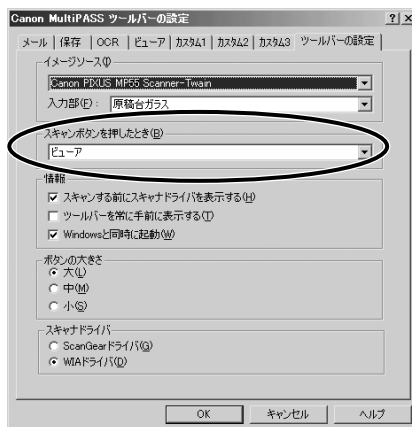 Canon MultiPASS ツールバーの設定
メール 保存 OCR ビューア カスタム1 カスタム2 カスタム3 ツールバーの設定
イメージソース(I)
Canon PIXUS MP55 Scanner-Twain
入力部(F): 原稿台ガラス
スキャンボタンを押したとき(B)
ビューア
情報
スキャンする前にスキャナドライバを表示する(H)
ツールバーを常に手前に表示する(T)
Windowsと同時に起動(W)
ボタンの大きさ
大(L)
中(M)
小(S)
スキャナドライバ
ScanGearドライバ(G)
WIAドライバ(D)
OK キャンセル ヘルプ